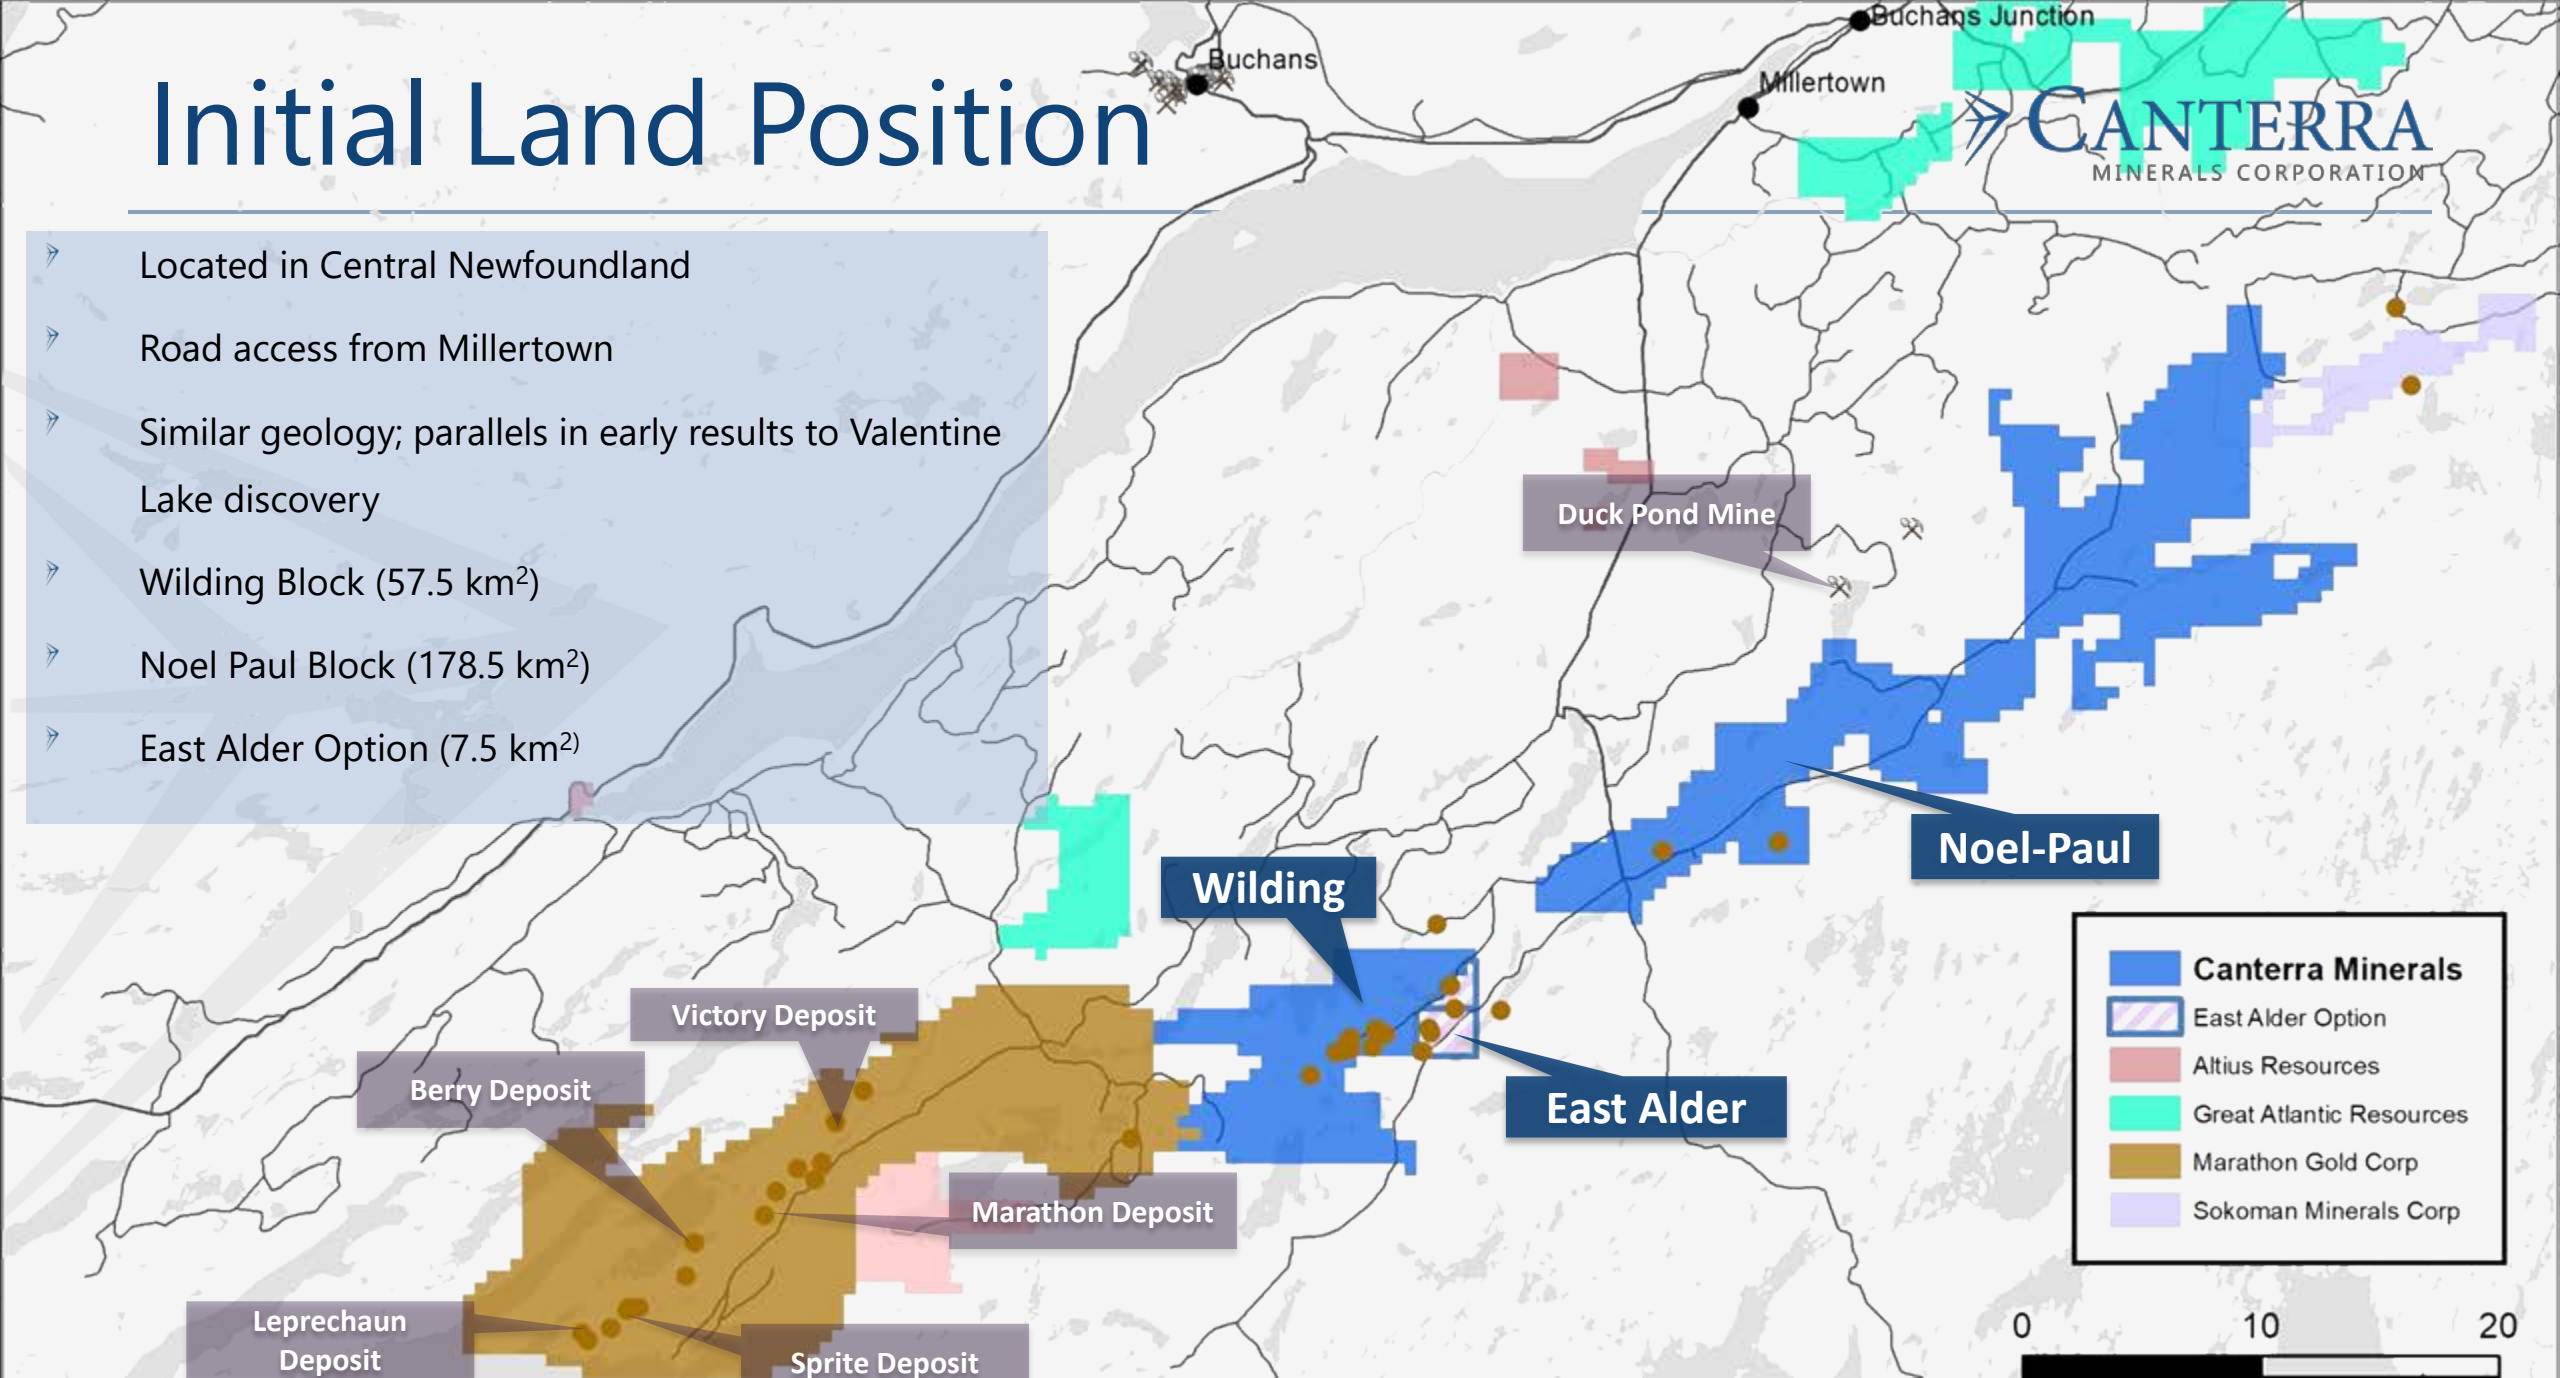 Buchans Junction
Buchans
Millertown
Initial Land Position
CANTERRA
MINERALS CORPORATION
Located in Central Newfoundland
Road access from Millertown
Similar geology; parallels in early results to Valentine
Lake discovery
Wilding Block (57.5 km²)
Noel Paul Block (178.5 km²)
East Alder Option (7.5 km²⁾
Duck Pond Mine
Noel-Paul
Wilding
East Alder
Victory Deposit
Berry Deposit
Marathon Deposit
Leprechaun
Deposit
Sprite Deposit
Canterra Minerals
East Alder Option
Altius Resources
Great Atlantic Resources
Marathon Gold Corp
Sokoman Minerals Corp
0 10 20